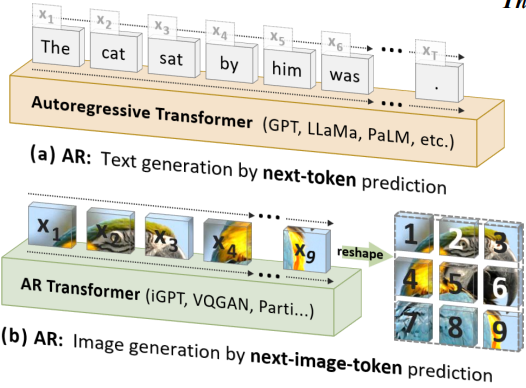 Th
x1 x2 x3 x4 x5 x6 ••• xT
The cat sat by him was ••• .
Autoregressive Transformer (GPT, LLaMa, PaLM, etc.)
(a) AR: Text generation by next-token prediction
x1 x2 x3 x4 ••• x9
reshape
1 2 3
4 5 6
7 8 9
AR Transformer (iGPT, VQGAN, Parti...)
(b) AR: Image generation by next-image-token prediction